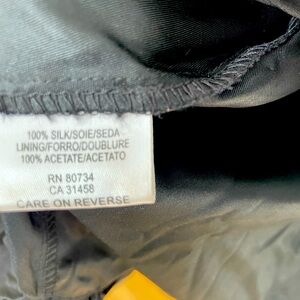 100% SILK/SOIE/SEDA
LINING/FORRO/DOUBLURE
100% ACETATE/ACETATO
RN 80734
CA 31458
CARE ON REVERSE